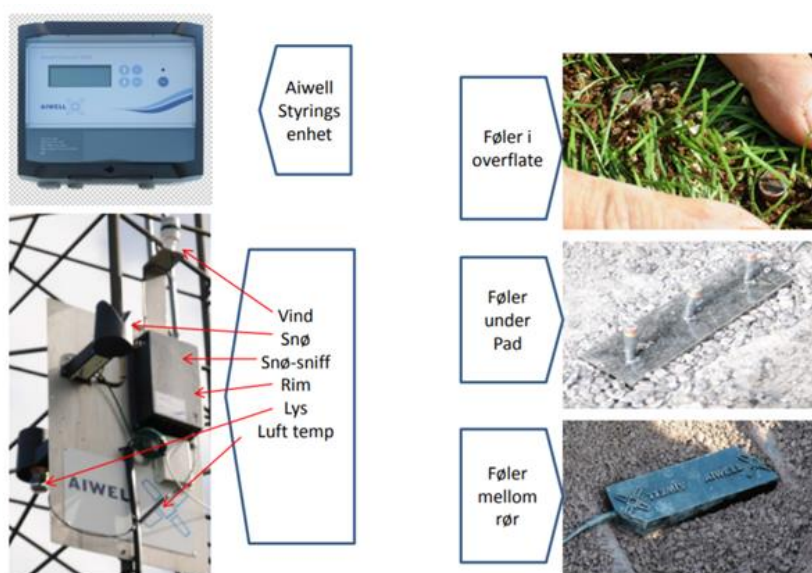 AIWELL
Aiwell
Styrings
enhet
Føler i
overflate
Vind
Snø
Snø-sniff
Rim
Lys
Luft temp
AIWELL
Føler
under
Pad
Føler
mellom
rør
AIWELL